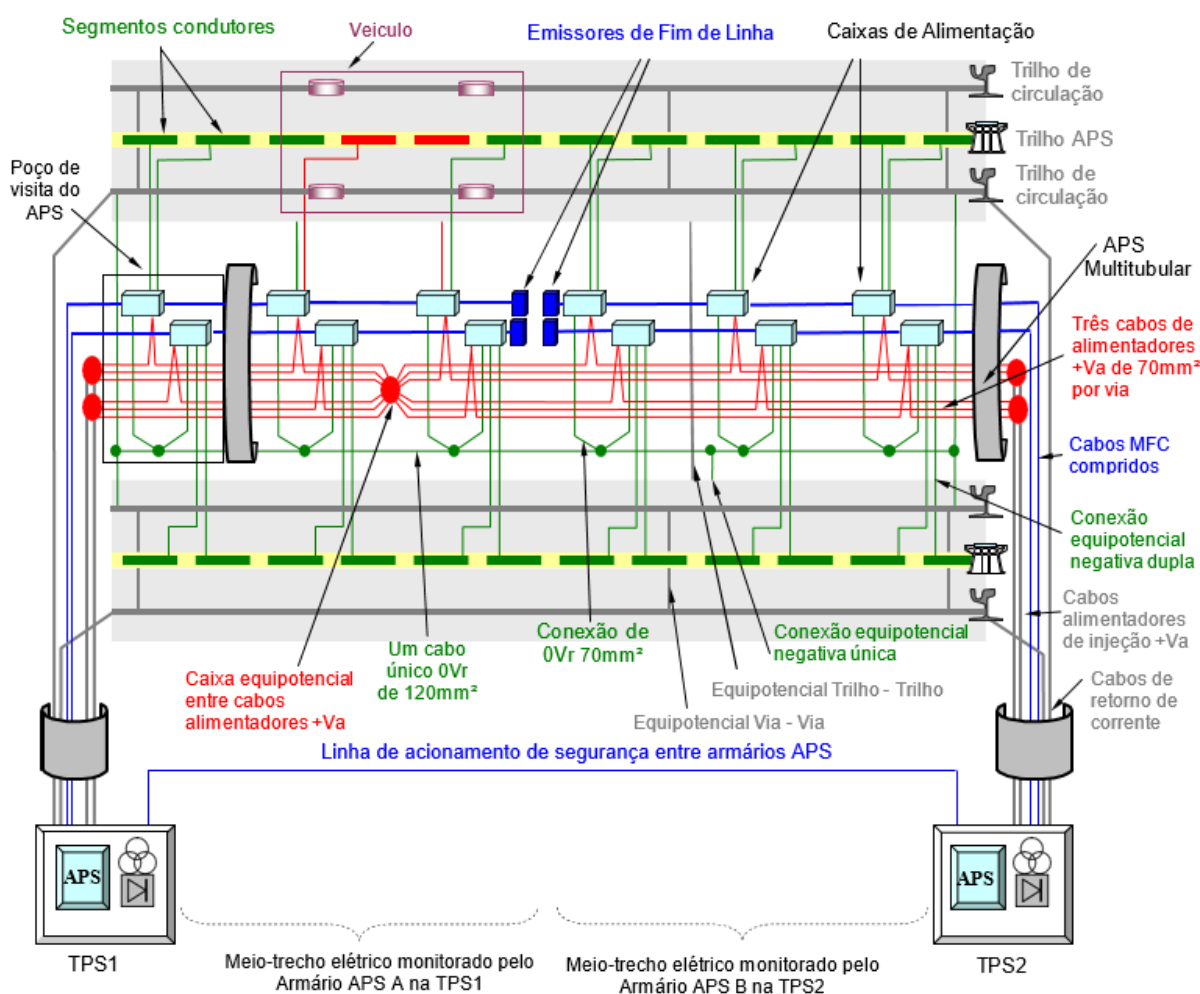 Segmentos condutores
Veiculo
Emissores de Fim de Linha
Caixas de Alimentação
Trilho de
circulação
Trilho APS
Trilho de
circulação
Poço de
visita do
APS
APS
Multitubular
Três cabos de
alimentadores
+Va de 70mm²
por via
Cabos MFC
compridos
Conexão
equipotencial
negativa dupla
Cabos
alimentadores
de injeção +Va
Cabos de
retorno de
corrente
Caixa equipotencial
entre cabos
alimentadores +Va
Um cabo
único 0Vr
de 120mm²
Conexão de
0Vr 70mm²
Conexão equipotencial
negativa única
Equipotencial Trilho - Trilho
Equipotencial Via - Via
Linha de acionamento de segurança entre armários APS
APS
APS
TPS1
Meio-trecho elétrico monitorado pelo
Armário APS A na TPS1
Meio-trecho elétrico monitorado pelo
Armário APS B na TPS2
TPS2